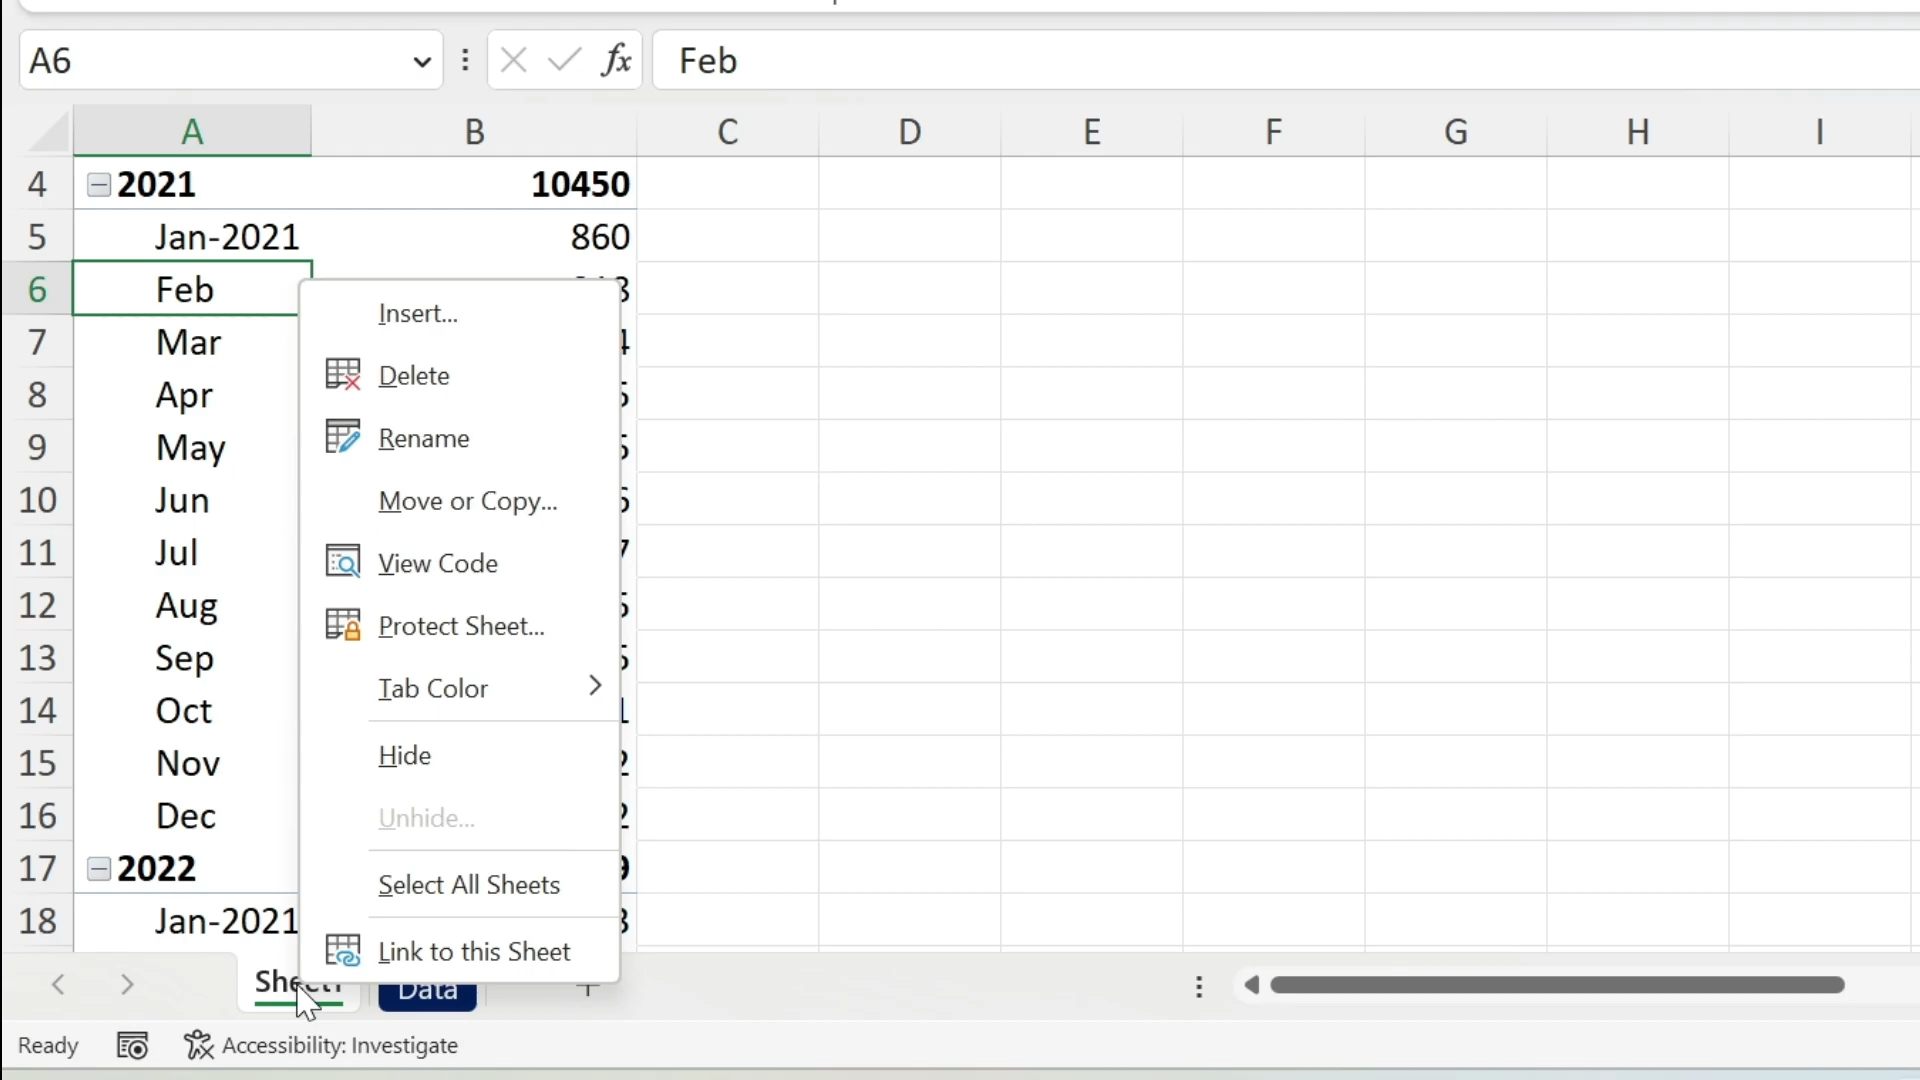 A6
fx
Feb
A B C D E F G H I
4 2021 10450
5 Jan-2021 860
6 Feb
7 Mar
8 Apr
9 May
10 Jun
11 Jul
12 Aug
13 Sep
14 Oct
15 Nov
16 Dec
17 2022
18 Jan-2021
Insert...
Delete
Rename
Move or Copy...
View Code
Protect Sheet...
Tab Color
Hide
Unhide...
Select All Sheets
Link to this Sheet
Sheet1 Data
Ready Accessibility: Investigate